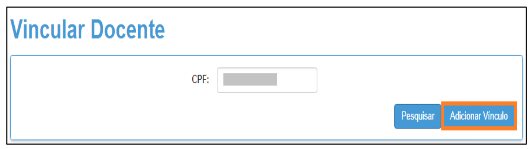 Vincular Docente
CPF:
Pesquisar Adicionar Vínculo